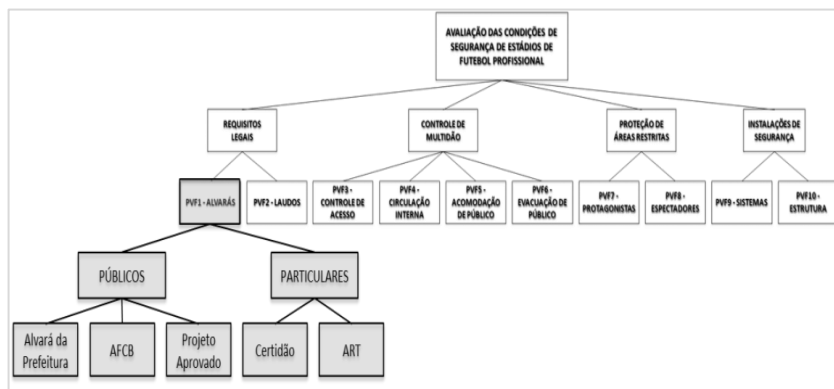 AVALIAÇÃO DAS CONDIÇÕES DE
SEGURANÇA DE ESTÁDIOS DE
FUTEBOL PROFISSIONAL
REQUISITOS
LEGAIS
CONTROLE DE
MULTIDÃO
PROTEÇÃO DE
ÁREAS RESTRITAS
INSTALAÇÕES DE
SEGURANÇA
PVF1 - ALVARÁS
PVF2 - LAUDOS
PVF3 -
CONTROLE DE
ACESSO
PVF4 -
CIRCULAÇÃO
INTERNA
PVF5 -
ACOMODAÇÃO
DE PÚBLICO
PVF6 -
EVACUAÇÃO DE
PÚBLICO
PVF7 -
PROTAGONISTAS
PVF8 -
ESPECTADORES
PVF9 - SISTEMAS
PVF10 -
ESTRUTURA
PÚBLICOS
PARTICULARES
Alvará da
Prefeitura
AFCB
Projeto
Aprovado
Certidão
ART